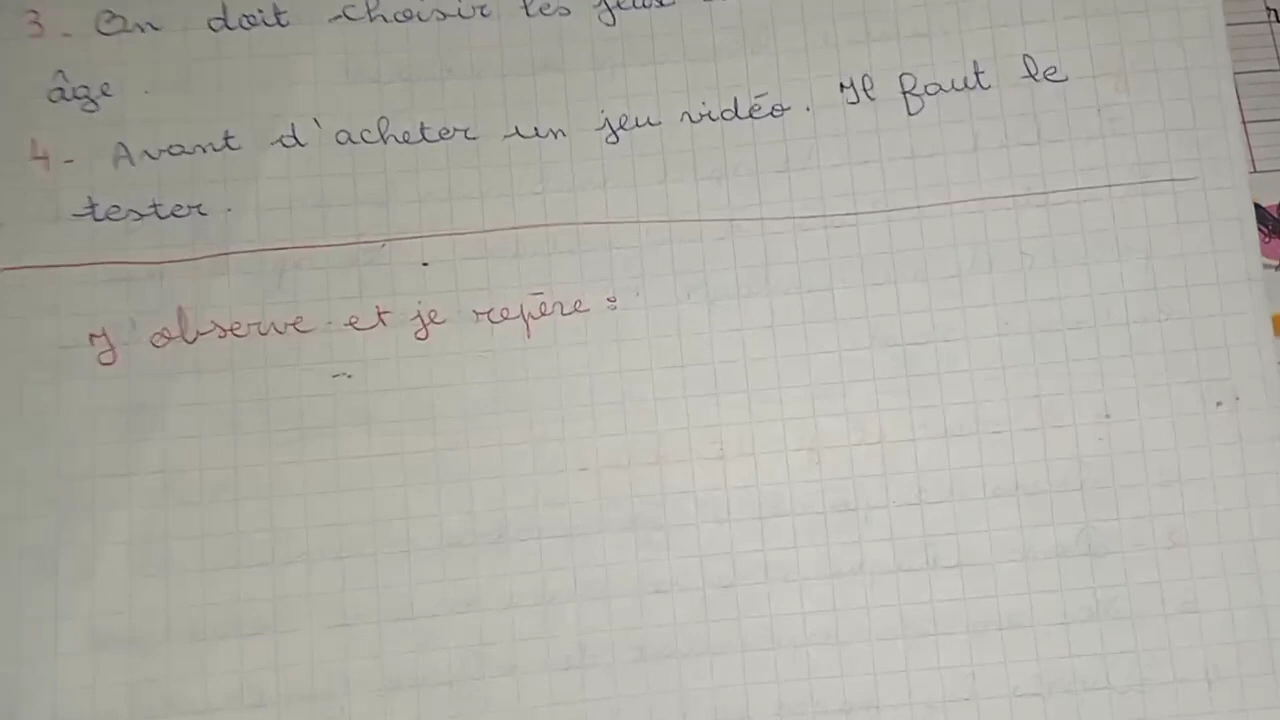 3. On doit choisir les jeux
âge.
4- Avant d'acheter un jeu vidéo. Il faut le
tester.
J'observe et je repère :